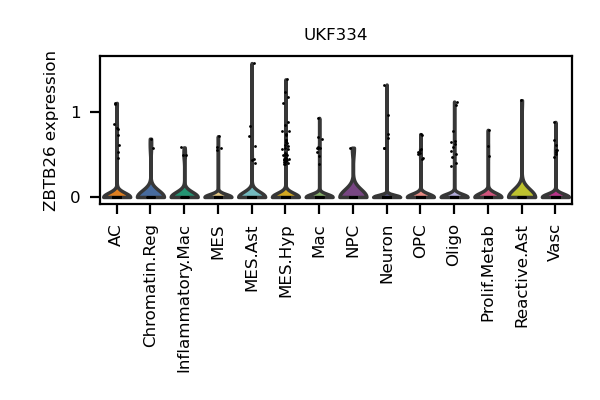 UKF334
ZBTB26 expression
1
0
AC
Chromatin.Reg
Inflammatory.Mac
MES
MES.Ast
MES.Hyp
Mac
NPC
Neuron
OPC
Oligo
Prolif.Metab
Reactive.Ast
Vasc